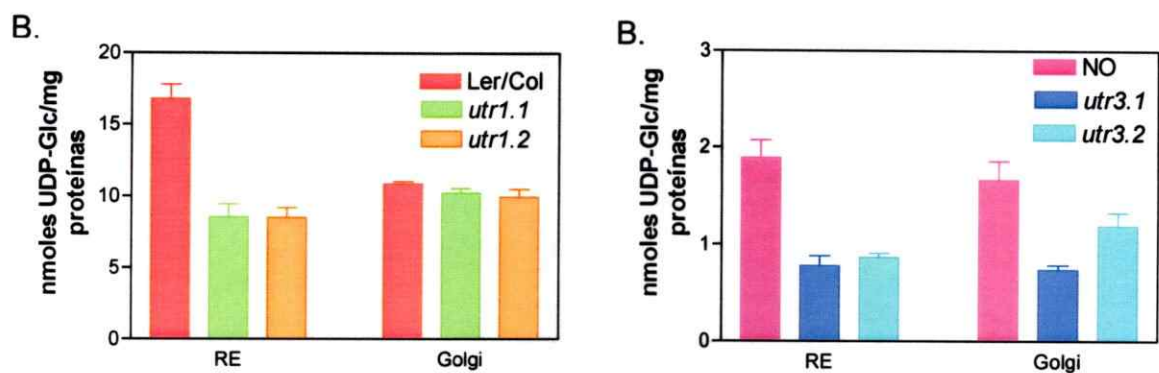 B.
nmoles UDP-Glc/mg
proteínas
20
15
10
5
0
Ler/Col
utr1.1
utr1.2
RE
Golgi
B.
nmoles UDP-Glc/mg
proteínas
3
2
1
0
NO
utr3.1
utr3.2
RE
Golgi